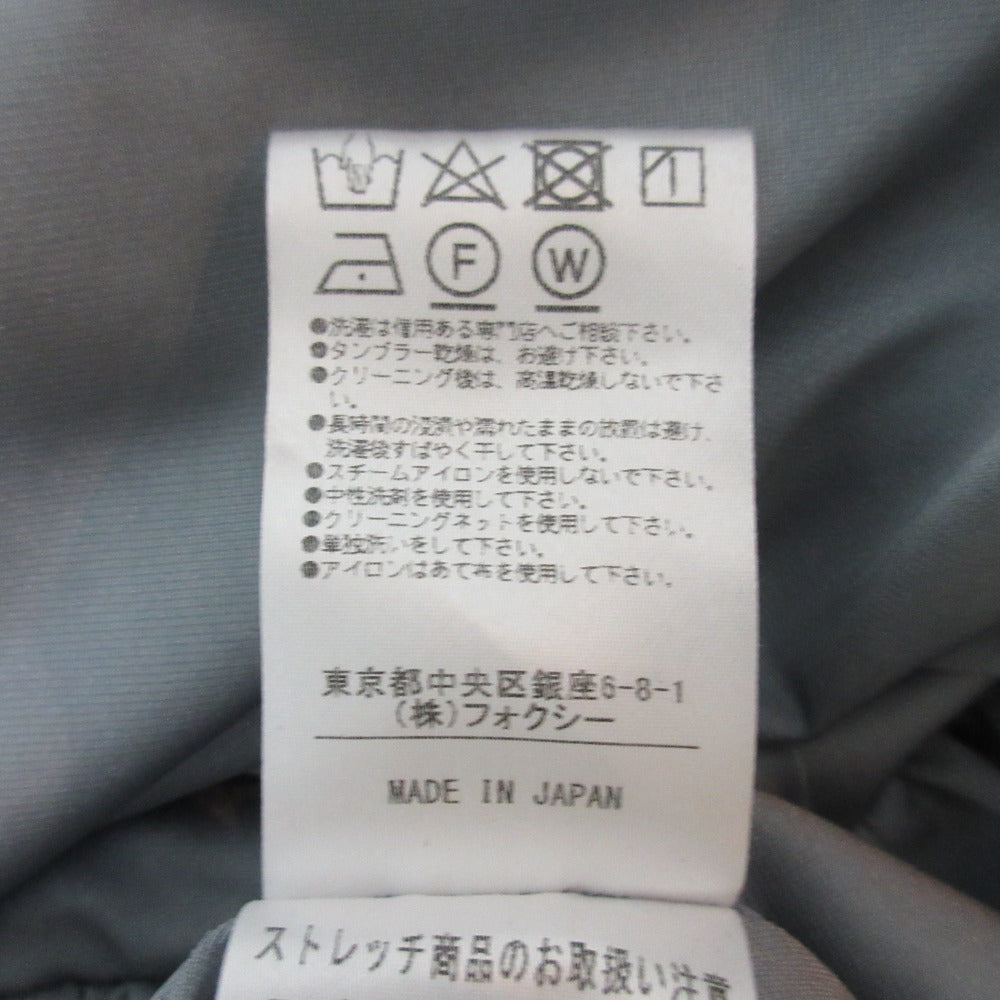 F W
●洗濯は信用ある専門店へご相談下さい。
●タンブラー乾燥は、お避け下さい。
●クリーニング後は、高温乾燥しないで下さ
い。
●長時間の浸漬や濡れたままの放置は避け、
洗濯後すばやく干して下さい。
●スチームアイロンを使用しないで下さい。
●中性洗剤を使用して下さい。
●クリーニングネットを使用して下さい。
●単独洗いをして下さい。
●アイロンはあて布を使用して下さい。
東京都中央区銀座6-8-1
(株)フォクシー
MADE IN JAPAN
ストレッチ商品のお取扱い注意